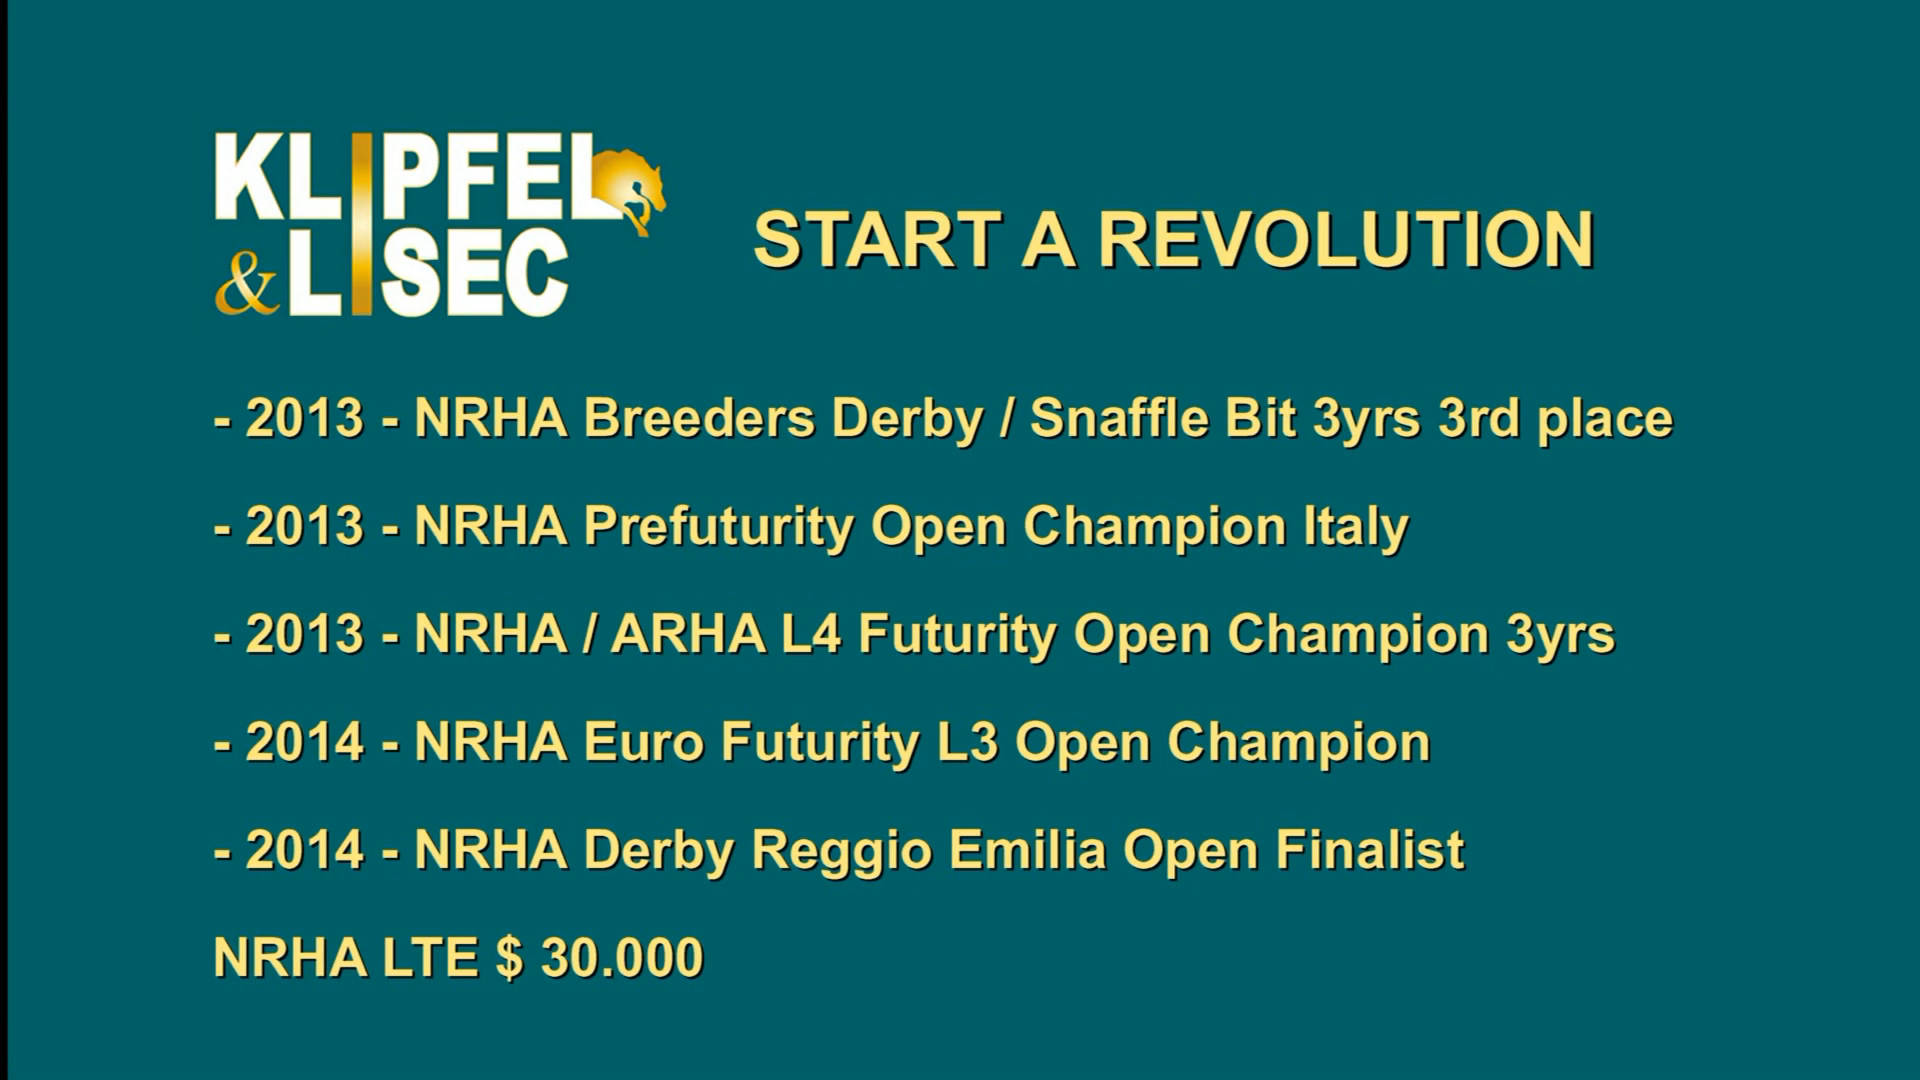 KLIPFEL
& LISEC
START A REVOLUTION
- 2013 - NRHA Breeders Derby / Snaffle Bit 3yrs 3rd place
- 2013 - NRHA Prefuturity Open Champion Italy
- 2013 - NRHA / ARHA L4 Futurity Open Champion 3yrs
- 2014 - NRHA Euro Futurity L3 Open Champion
- 2014 - NRHA Derby Reggio Emilia Open Finalist
NRHA LTE $ 30.000